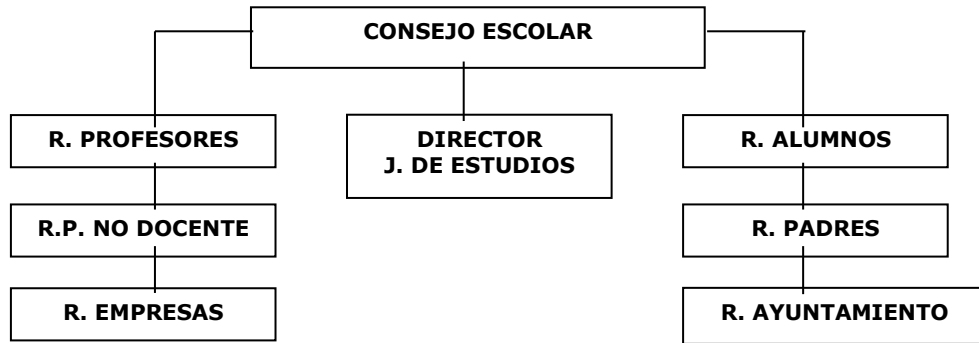 CONSEJO ESCOLAR
R. PROFESORES
DIRECTOR
J. DE ESTUDIOS
R. ALUMNOS
R.P. NO DOCENTE
R. PADRES
R. EMPRESAS
R. AYUNTAMIENTO